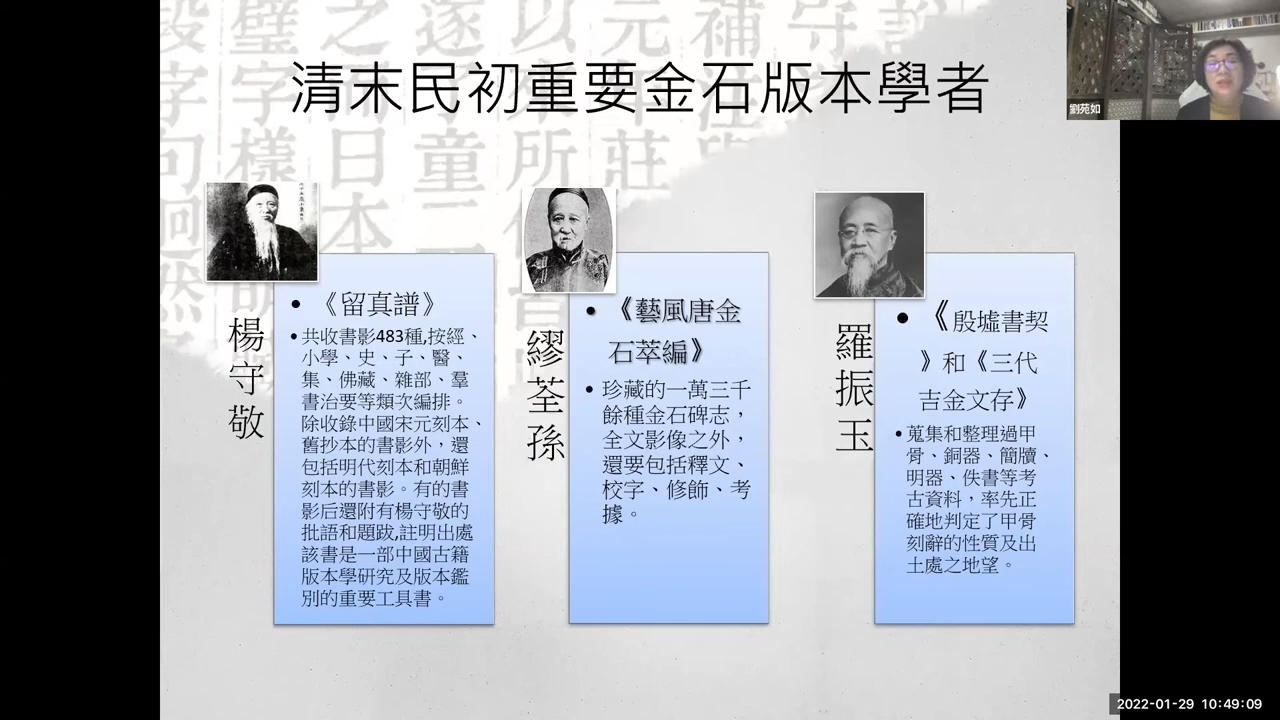 清末民初重要金石版本學者
劉苑如
楊守敬
• 《留真譜》
• 共收書影483種,按經、
小學、史、子、醫、
集、佛藏、雜部、羣
書治要等類次編排。
除收錄中國宋元刻本、
舊抄本的書影外，還
包括明代刻本和朝鮮
刻本的書影。有的書
影后還附有楊守敬的
批語和題跋,註明出處
該書是一部中國古籍
版本學研究及版本鑑
別的重要工具書。
繆荃孫
• 《藝風唐金
石萃編》
• 珍藏的一萬三千
餘種金石碑志，
全文影像之外，
還要包括釋文、
校字、修飾、考
據。
羅振玉
• 《殷墟書契
》和《三代
吉金文存》
• 蒐集和整理過甲
骨、銅器、簡牘、
明器、佚書等考
古資料，率先正
確地判定了甲骨
刻辭的性質及出
土處之地望。
2022-01-29 10:49:09